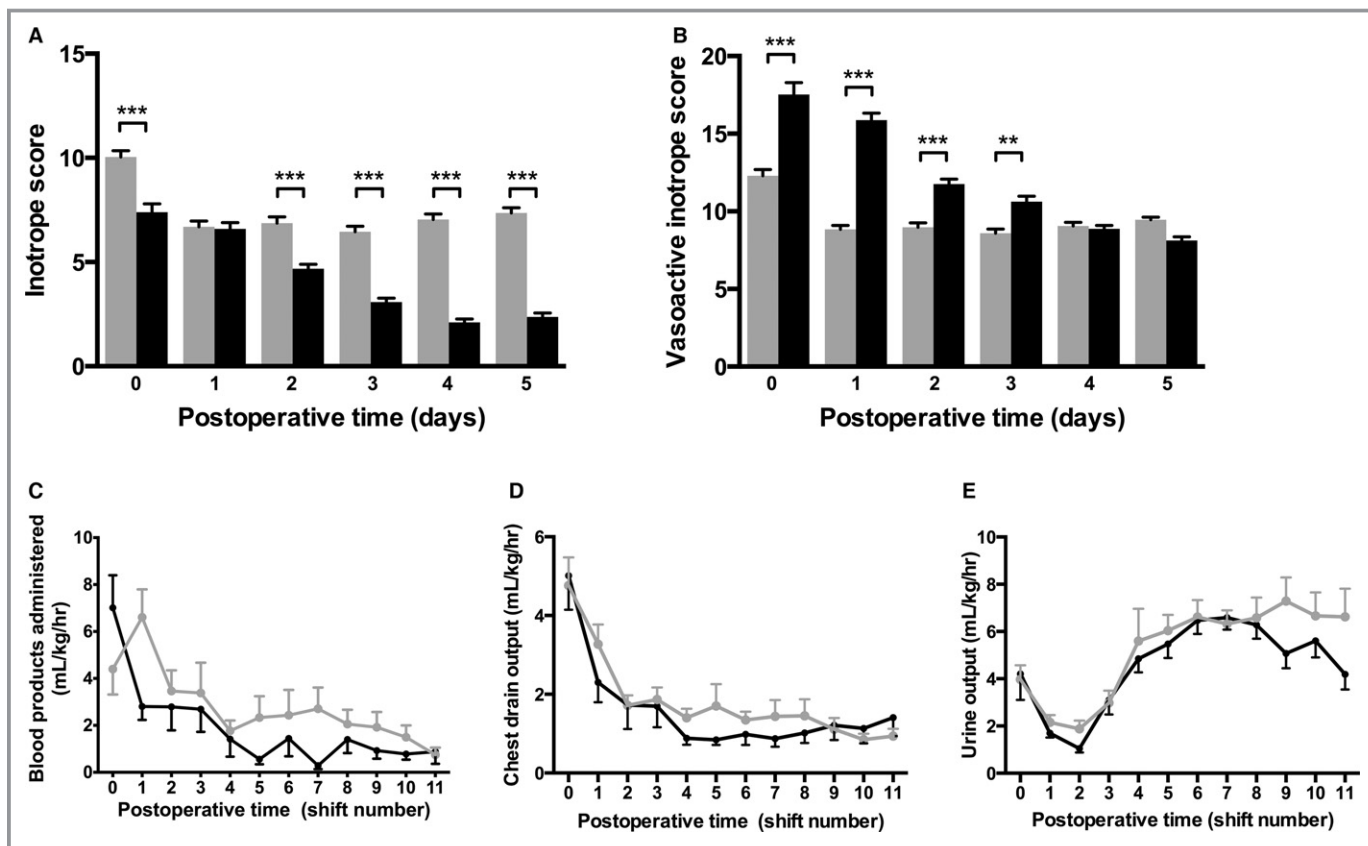 A
15
10
5
0
Inotrope score
***
***
***
***
***
0 1 2 3 4 5
Postoperative time (days)
B
20
15
10
5
0
Vasoactive inotrope score
***
***
***
**
0 1 2 3 4 5
Postoperative time (days)
C
10
8
6
4
2
0
Blood products administered
(mL/kg/hr)
0 1 2 3 4 5 6 7 8 9 10 11
Postoperative time (shift number)
D
6
4
2
0
Chest drain output (mL/kg/hr)
0 1 2 3 4 5 6 7 8 9 10 11
Postoperative time (shift number)
E
10
8
6
4
2
0
Urine output (mL/kg/hr)
0 1 2 3 4 5 6 7 8 9 10 11
Postoperative time (shift number)